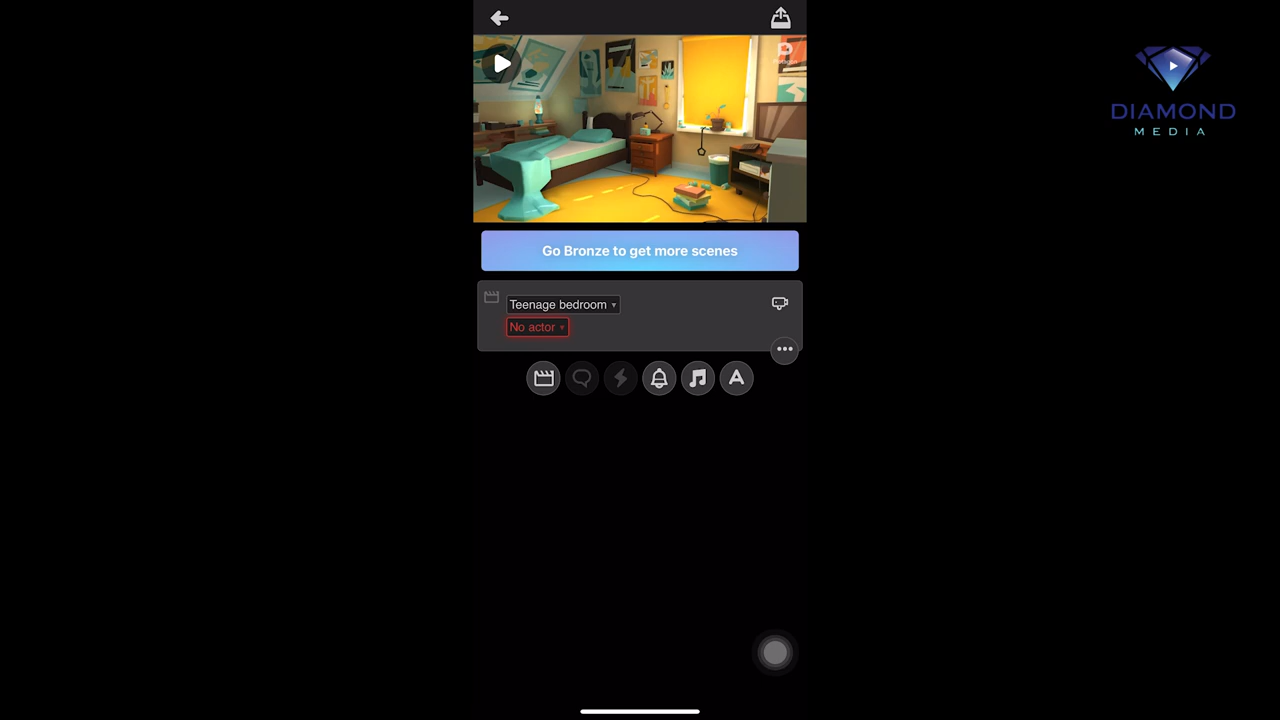 Go Bronze to get more scenes
Teenage bedroom
No actor
DIAMOND
MEDIA